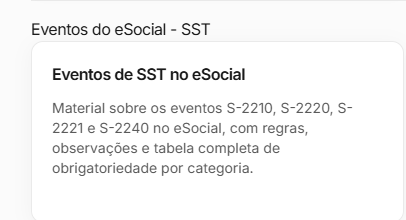 Eventos do eSocial - SST
Eventos de SST no eSocial
Material sobre os eventos S-2210, S-2220, S-
2221 e S-2240 no eSocial, com regras,
observações e tabela completa de
obrigatoriedade por categoria.